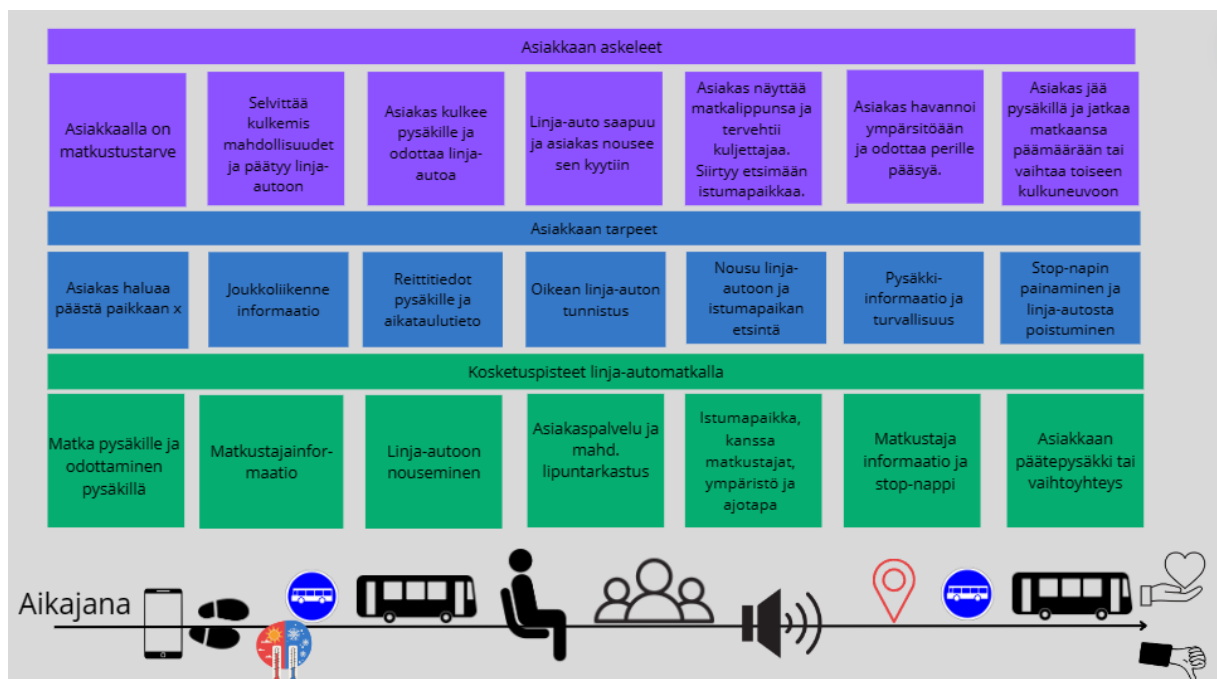 Asiakkaan askeleet
Asiakkaalla on
matkustustarve
Selvittää
kulkemis
mahdollisuudet
ja päätyy linja-
autoon
Asiakas kulkee
pysäkille ja
odottaa linja-
autoa
Linja-auto saapuu
ja asiakas nousee
sen kyytiin
Asiakas näyttää
matkalippunsa ja
tervehtii
kuljettajaa.
Siirtyy etsimään
istumapaikkaa.
Asiakas havannoi
ympärsitöään
ja odottaa perille
pääsyä.
Asiakas jää
pysäkillä ja jatkaa
matkaansa
päämäärään tai
vaihtaa toiseen
kulkuneuvoon
Asiakkaan tarpeet
Asiakas haluaa
päästä paikkaan x
Joukkoliikenne
informaatio
Reittitiedot
pysäkille ja
aikataulutieto
Oikean linja-auton
tunnistus
Nousu linja-
autoon ja
istumapaikan
etsintä
Pysäkki-
informaatio ja
turvallisuus
Stop-napin
painaminen ja
linja-autosta
poistuminen
Kosketuspisteet linja-automatkalla
Matka pysäkille ja
odottaminen
pysäkillä
Matkustajainfor-
maatio
Linja-autoon
nouseminen
Asiakaspalvelu ja
mahd.
lipuntarkastus
Istumapaikka,
kanssa
matkustajat,
ympäristö ja
ajotapa
Matkustaja
informaatio ja
stop-nappi
Asiakkaan
päätepysäkki tai
vaihtoyhteys
Aikajana